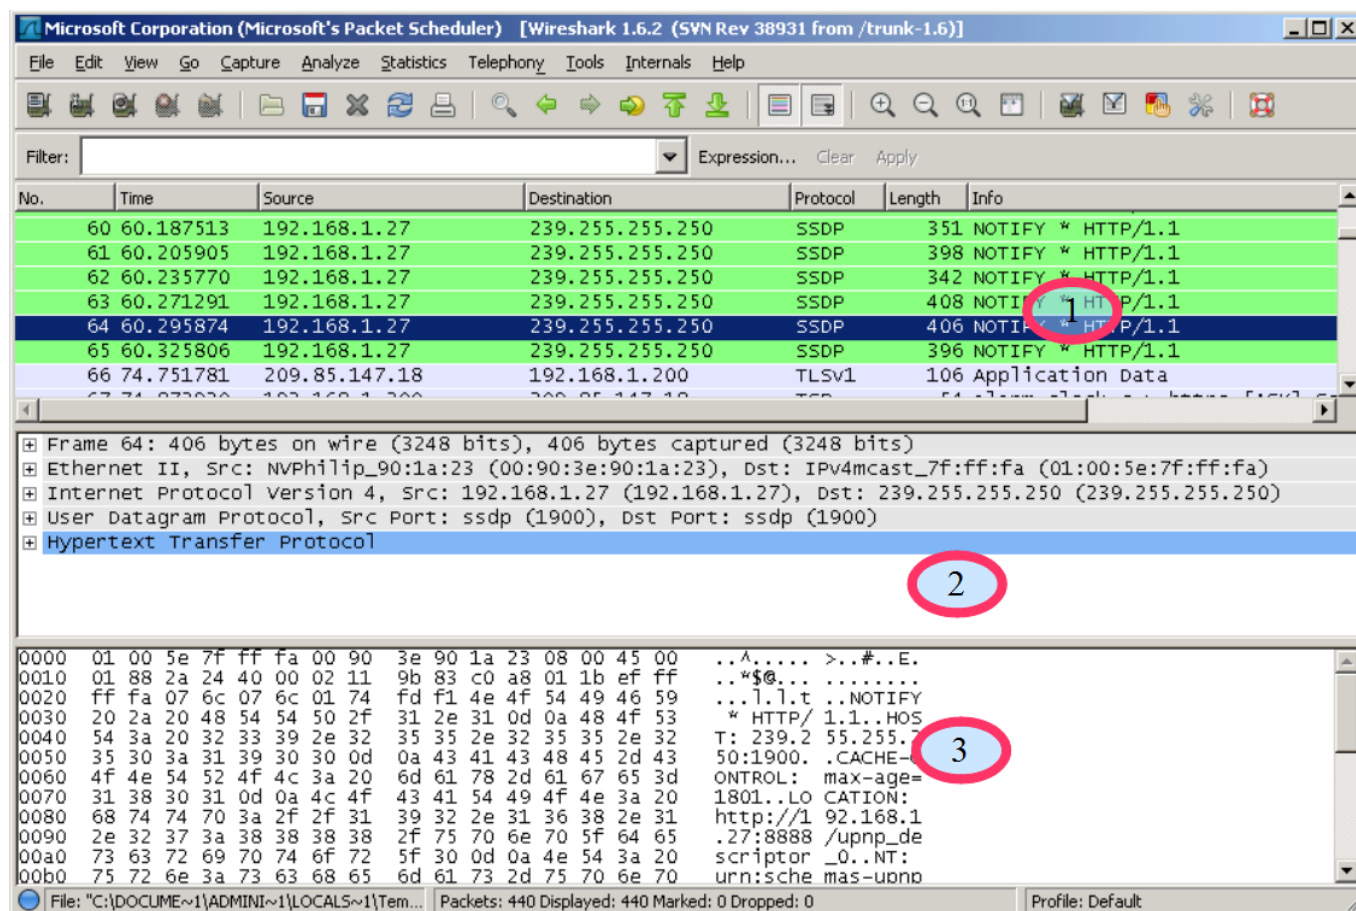 Microsoft Corporation (Microsoft's Packet Scheduler) [Wireshark 1.6.2 (SVN Rev 38931 from /trunk-1.6)]
File Edit View Go Capture Analyze Statistics Telephony Tools Internals Help
Filter: Expression... Clear Apply
No. Time Source Destination Protocol Length Info
60 60.187513 192.168.1.27 239.255.255.250 SSDP 351 NOTIFY * HTTP/1.1
61 60.205905 192.168.1.27 239.255.255.250 SSDP 398 NOTIFY * HTTP/1.1
62 60.235770 192.168.1.27 239.255.255.250 SSDP 342 NOTIFY * HTTP/1.1
63 60.271291 192.168.1.27 239.255.255.250 SSDP 408 NOTIFY * HTTP/1.1
1
64 60.295874 192.168.1.27 239.255.255.250 SSDP 406 NOTIFY * HTTP/1.1
65 60.325806 192.168.1.27 239.255.255.250 SSDP 396 NOTIFY * HTTP/1.1
66 74.751781 209.85.147.18 192.168.1.200 TLSv1 106 Application Data
Frame 64: 406 bytes on wire (3248 bits), 406 bytes captured (3248 bits)
Ethernet II, Src: NVPhilip_90:1a:23 (00:90:3e:90:1a:23), Dst: IPv4mcast_7f:ff:fa (01:00:5e:7f:ff:fa)
Internet Protocol Version 4, Src: 192.168.1.27 (192.168.1.27), Dst: 239.255.255.250 (239.255.255.250)
User Datagram Protocol, Src Port: ssdp (1900), Dst Port: ssdp (1900)
Hypertext Transfer Protocol
2
0000 01 00 5e 7f ff fa 00 90 3e 90 1a 23 08 00 45 00 ..^..... >..#..E.
0010 01 88 2a 24 40 00 02 11 9b 83 c0 a8 01 1b ef ff ..*$@... ........
0020 ff fa 07 6c 07 6c 01 74 fd f1 4e 4f 54 49 46 59 ...l.l.t ..NOTIFY
0030 20 2a 20 48 54 54 50 2f 31 2e 31 0d 0a 48 4f 53 * HTTP/ 1.1..HOS
0040 54 3a 20 32 33 39 2e 32 35 35 2e 32 35 35 2e 32 T: 239.2 55.255.2
0050 35 30 3a 31 39 30 30 0d 0a 43 41 43 48 45 2d 43 50:1900. .CACHE-C
3
0060 4f 4e 54 52 4f 4c 3a 20 6d 61 78 2d 61 67 65 3d ONTROL: max-age=
0070 31 38 30 31 0d 0a 4c 4f 43 41 54 49 4f 4e 3a 20 1801..LO CATION:
0080 68 74 74 70 3a 2f 2f 31 39 32 2e 31 36 38 2e 31 http://1 92.168.1
0090 2e 32 37 3a 38 38 38 38 2f 75 70 6e 70 5f 64 65 .27:8888 /upnp_de
00a0 73 63 72 69 70 74 6f 72 5f 30 0d 0a 4e 54 3a 20 scriptor _0..NT:
00b0 75 72 6e 3a 73 63 68 65 6d 61 73 2d 75 70 6e 70 urn:sche mas-upnp
File: "C:\DOCUME~1\ADMINI~1\LOCALS~1\Tem... Packets: 440 Displayed: 440 Marked: 0 Dropped: 0 Profile: Default